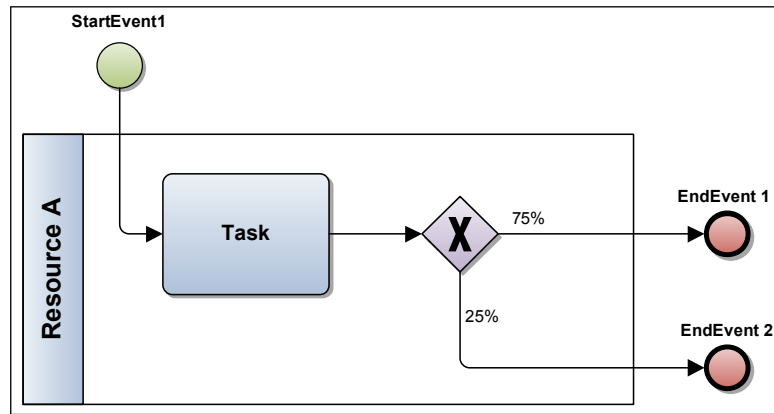 StartEvent1
Resource A
Task
X
75%
25%
EndEvent 1
EndEvent 2